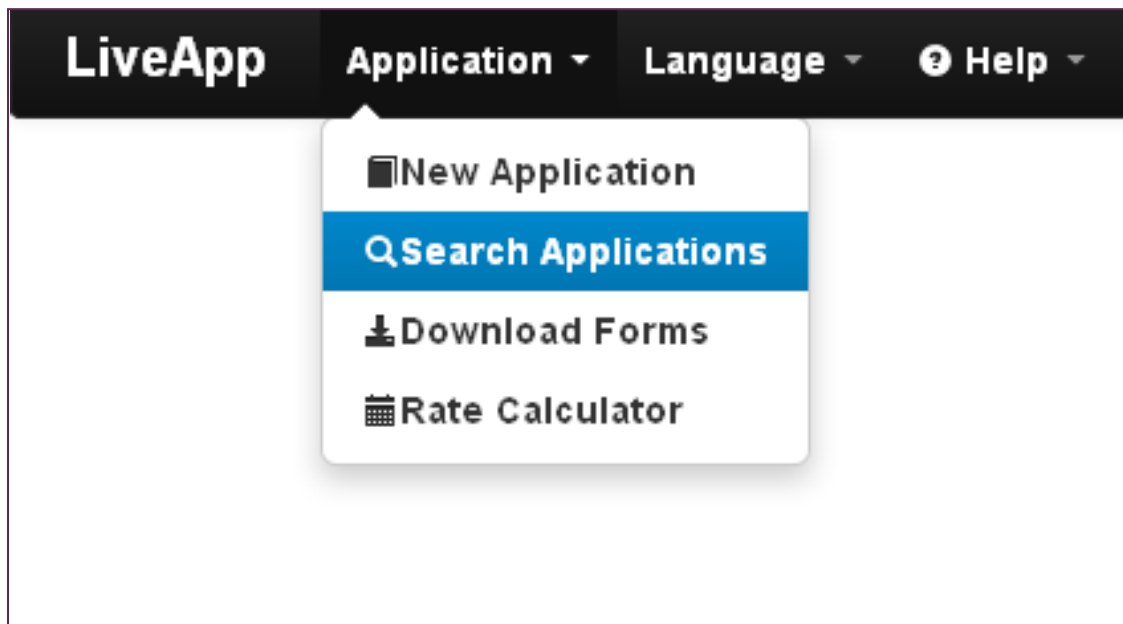 LiveApp Application Language Help
New Application
Search Applications
Download Forms
Rate Calculator